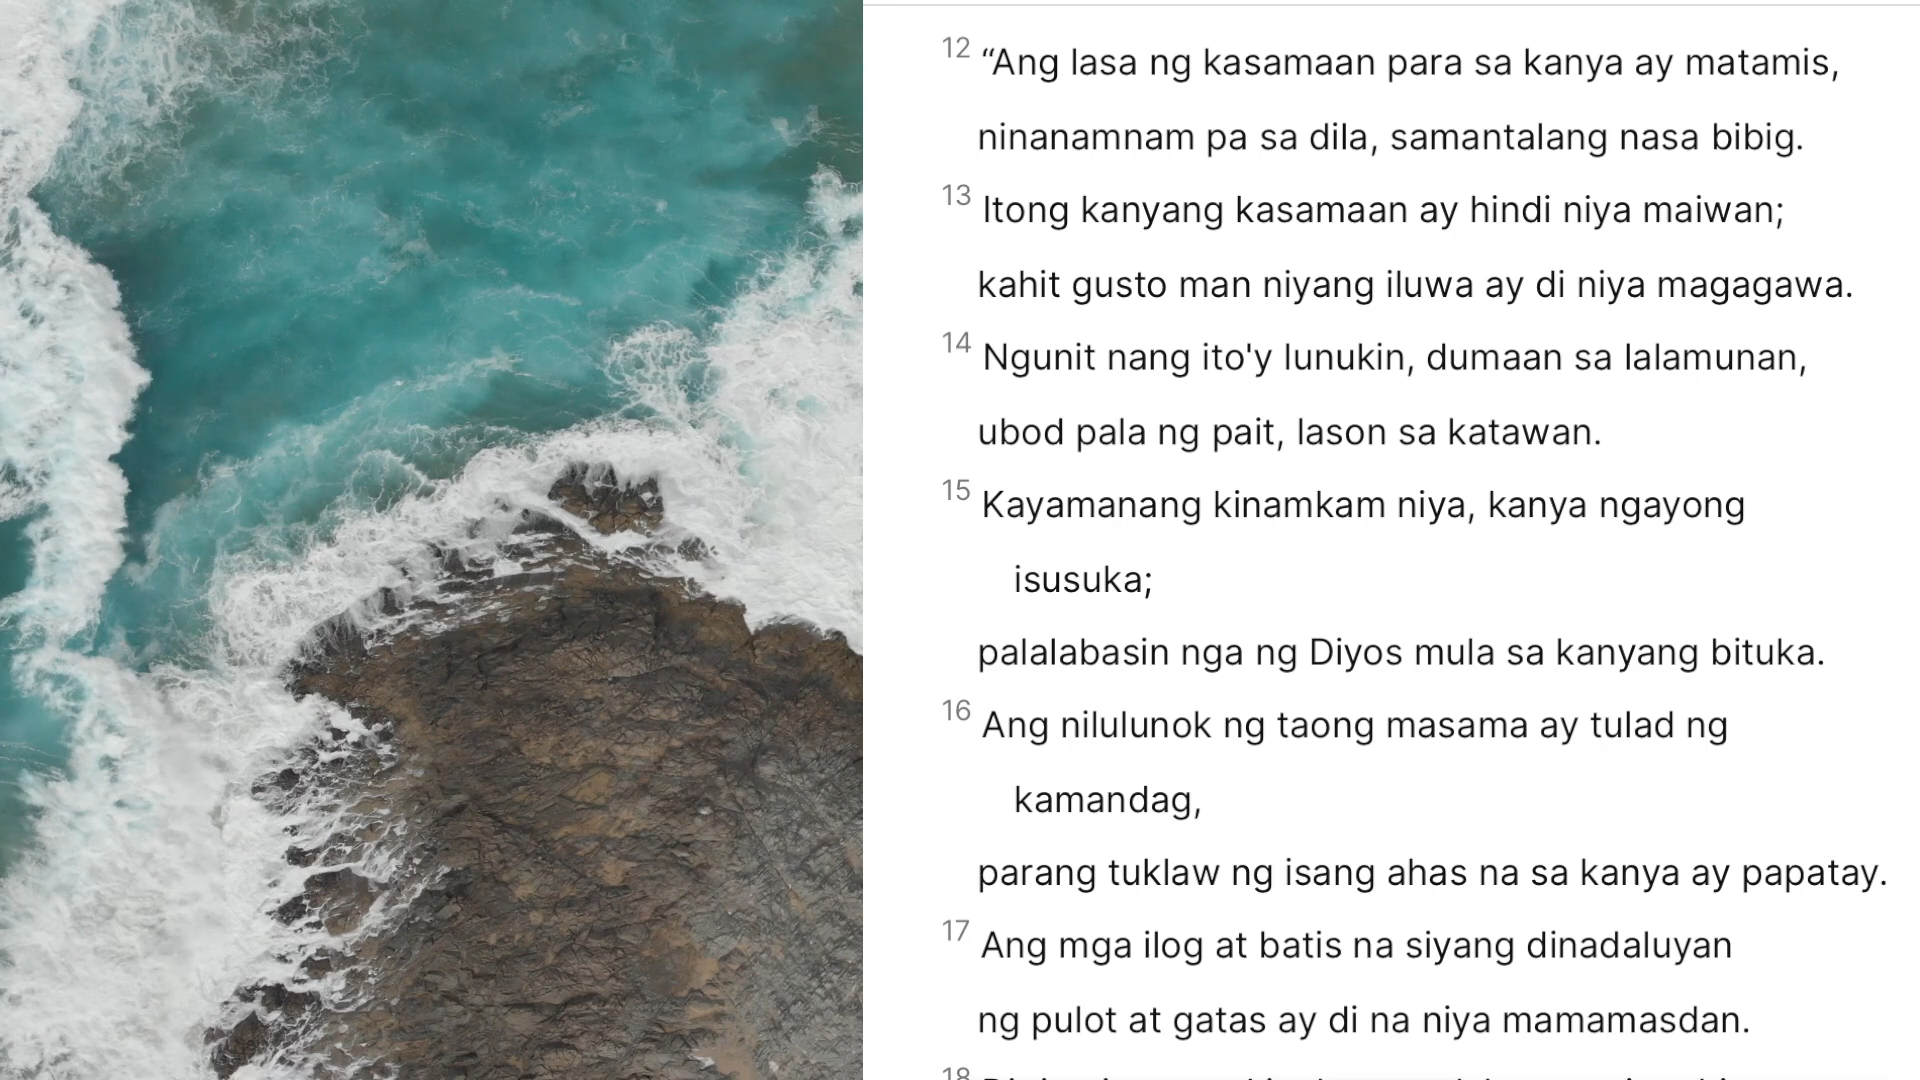 12 “Ang lasa ng kasamaan para sa kanya ay matamis,
ninanamnam pa sa dila, samantalang nasa bibig.
13 Itong kanyang kasamaan ay hindi niya maiwan;
kahit gusto man niyang iluwa ay di niya magagawa.
14 Ngunit nang ito'y lunukin, dumaan sa lalamunan,
ubod pala ng pait, lason sa katawan.
15 Kayamanang kinamkam niya, kanya ngayong
isusuka;
palalabasin nga ng Diyos mula sa kanyang bituka.
16 Ang nilulunok ng taong masama ay tulad ng
kamandag,
parang tuklaw ng isang ahas na sa kanya ay papatay.
17 Ang mga ilog at batis na siyang dinadaluyan
ng pulot at gatas ay di na niya mamamasdan.
18